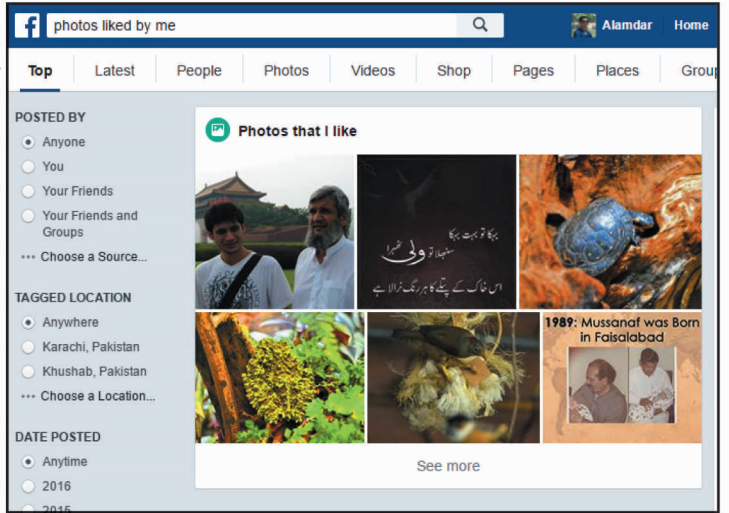 f photos liked by me Alamdar Home
Top Latest People Photos Videos Shop Pages Places Group
POSTED BY
Anyone
You
Your Friends
Your Friends and
Groups
••• Choose a Source...
TAGGED LOCATION
Anywhere
Karachi, Pakistan
Khushab, Pakistan
••• Choose a Location...
DATE POSTED
Anytime
2016
2015
Photos that I like
بہکا تو بہت بہکا
سنبھلا تو ولی ٹھہرا
اس خاک کے پتلے کا ہر رنگ نرالا ہے
1989: Mussanaf was Born
in Faisalabad
See more